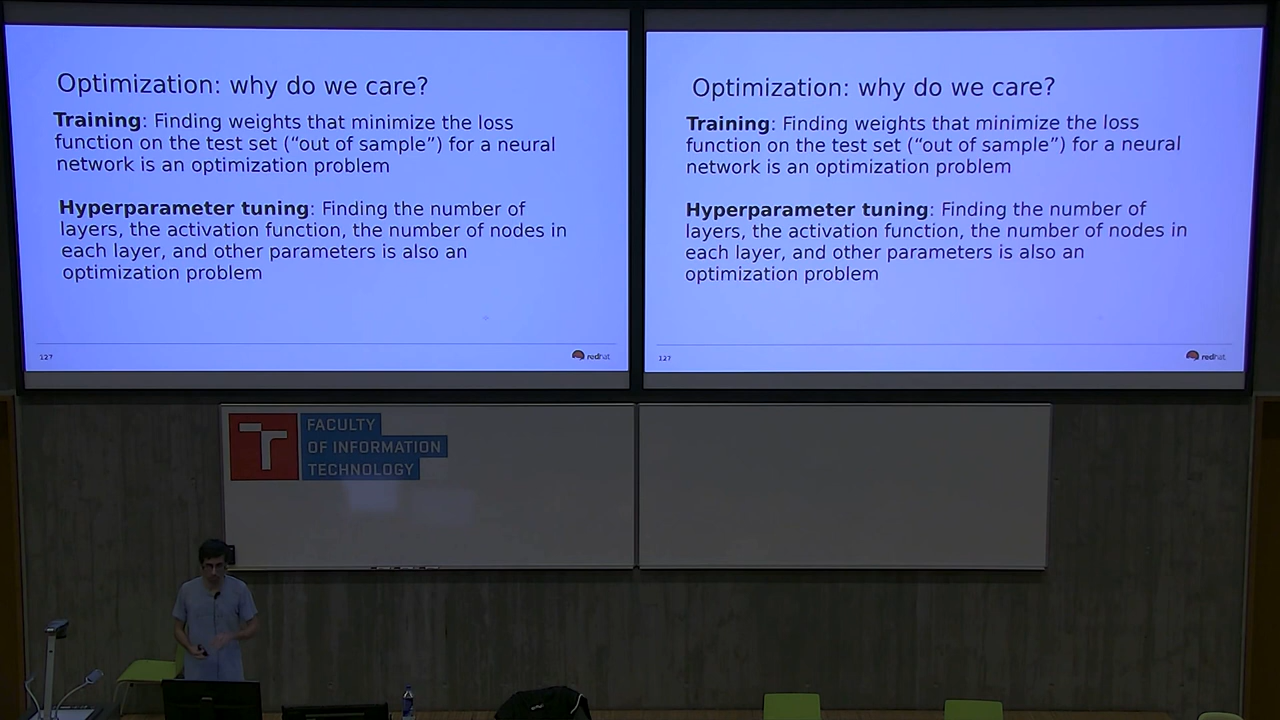 Optimization: why do we care?
Training: Finding weights that minimize the loss
function on the test set (“out of sample”) for a neural
network is an optimization problem
Hyperparameter tuning: Finding the number of
layers, the activation function, the number of nodes in
each layer, and other parameters is also an
optimization problem
127
redhat
Optimization: why do we care?
Training: Finding weights that minimize the loss
function on the test set (“out of sample”) for a neural
network is an optimization problem
Hyperparameter tuning: Finding the number of
layers, the activation function, the number of nodes in
each layer, and other parameters is also an
optimization problem
127
redhat
T
FACULTY
OF INFORMATION
TECHNOLOGY